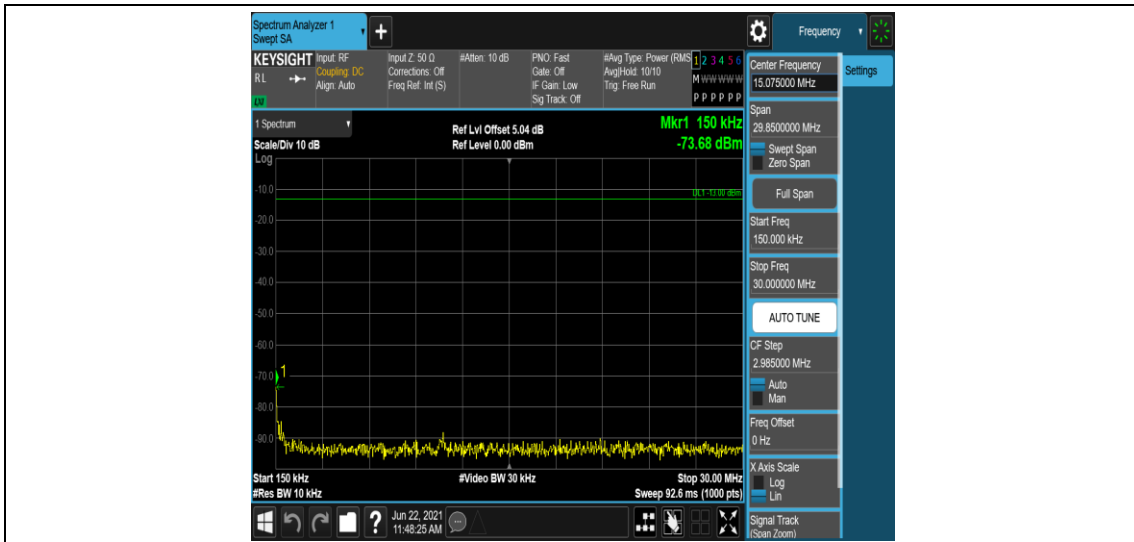 Spectrum Analyzer 1
Swept SA
+
Frequency
KEYSIGHT
RL
LXI
Input: RF
Coupling: DC
Align: Auto
Input Z: 50 Ω
Corrections: Off
Freq Ref: Int (S)
#Atten: 10 dB
PNO: Fast
Gate: Off
IF Gain: Low
Sig Track: Off
#Avg Type: Power (RMS
Avg|Hold: 10/10
Trig: Free Run
1 2 3 4 5 6
M W W W W W
P P P P P P
Center Frequency
15.075000 MHz
Settings
1 Spectrum
Scale/Div 10 dB
Log
Ref Lvl Offset 5.04 dB
Ref Level 0.00 dBm
Mkr1 150 kHz
-73.68 dBm
Span
29.8500000 MHz
Swept Span
Zero Span
Full Span
Start Freq
150.000 kHz
Stop Freq
30.000000 MHz
AUTO TUNE
CF Step
2.985000 MHz
Auto
Man
Freq Offset
0 Hz
X Axis Scale
Log
Lin
Signal Track
(Span Zoom)
DL1 -13.00 dBm
-10.0
-20.0
-30.0
-40.0
-50.0
-60.0
-70.0
1
-80.0
-90.0
Start 150 kHz
#Video BW 30 kHz
Stop 30.00 MHz
#Res BW 10 kHz
Sweep 92.6 ms (1000 pts)
?
Jun 22, 2021
11:48:25 AM